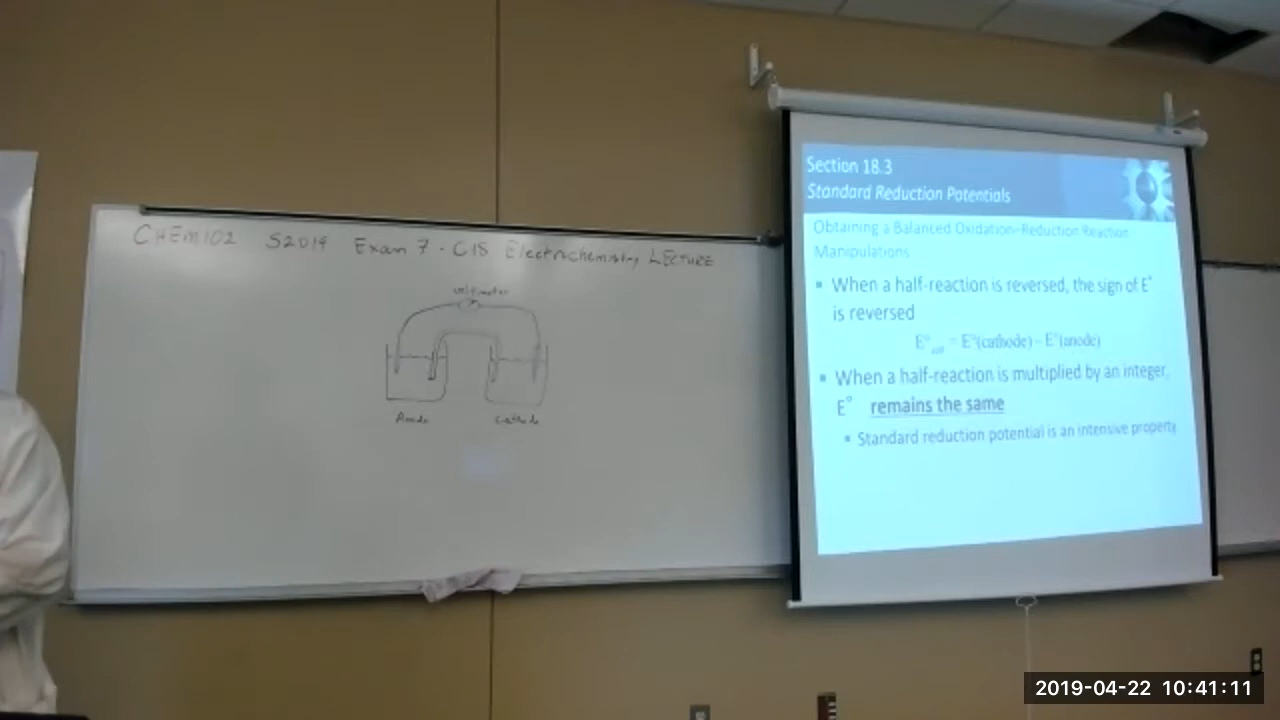 CHEM102 S2019 Exam 7 - C18 Electrochemistry LECTURE
voltmeter
Anode Cathode
Section 18.3
Standard Reduction Potentials
Obtaining a Balanced Oxidation–Reduction Reaction
Manipulations
▪ When a half-reaction is reversed, the sign of E°
is reversed
E°cell = E°(cathode) – E°(anode)
▪ When a half-reaction is multiplied by an integer,
E° remains the same
▪ Standard reduction potential is an intensive property
2019-04-22 10:41:11